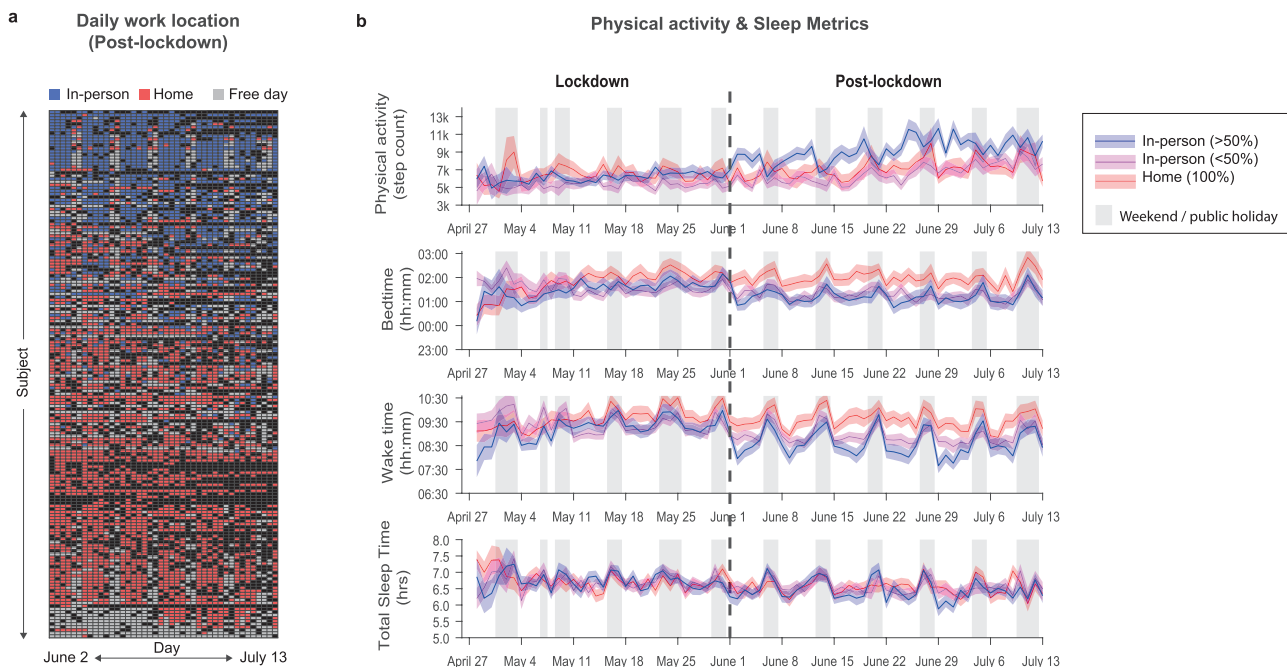 a
Daily work location
(Post-lockdown)
In-person Home Free day
Subject
Day
June 2 July 13
b
Physical activity & Sleep Metrics
Lockdown Post-lockdown
Physical activity
(step count)
13k
11k
9k
7k
5k
3k
April 27 May 4 May 11 May 18 May 25 June 1 June 8 June 15 June 22 June 29 July 6 July 13
Bedtime
(hh:mm)
03:00
02:00
01:00
00:00
23:00
April 27 May 4 May 11 May 18 May 25 June 1 June 8 June 15 June 22 June 29 July 6 July 13
Wake time
(hh:mm)
10:30
09:30
08:30
07:30
06:30
April 27 May 4 May 11 May 18 May 25 June 1 June 8 June 15 June 22 June 29 July 6 July 13
Total Sleep Time
(hrs)
8.0
7.5
7.0
6.5
6.0
5.5
5.0
April 27 May 4 May 11 May 18 May 25 June 1 June 8 June 15 June 22 June 29 July 6 July 13
In-person (>50%)
In-person (<50%)
Home (100%)
Weekend / public holiday